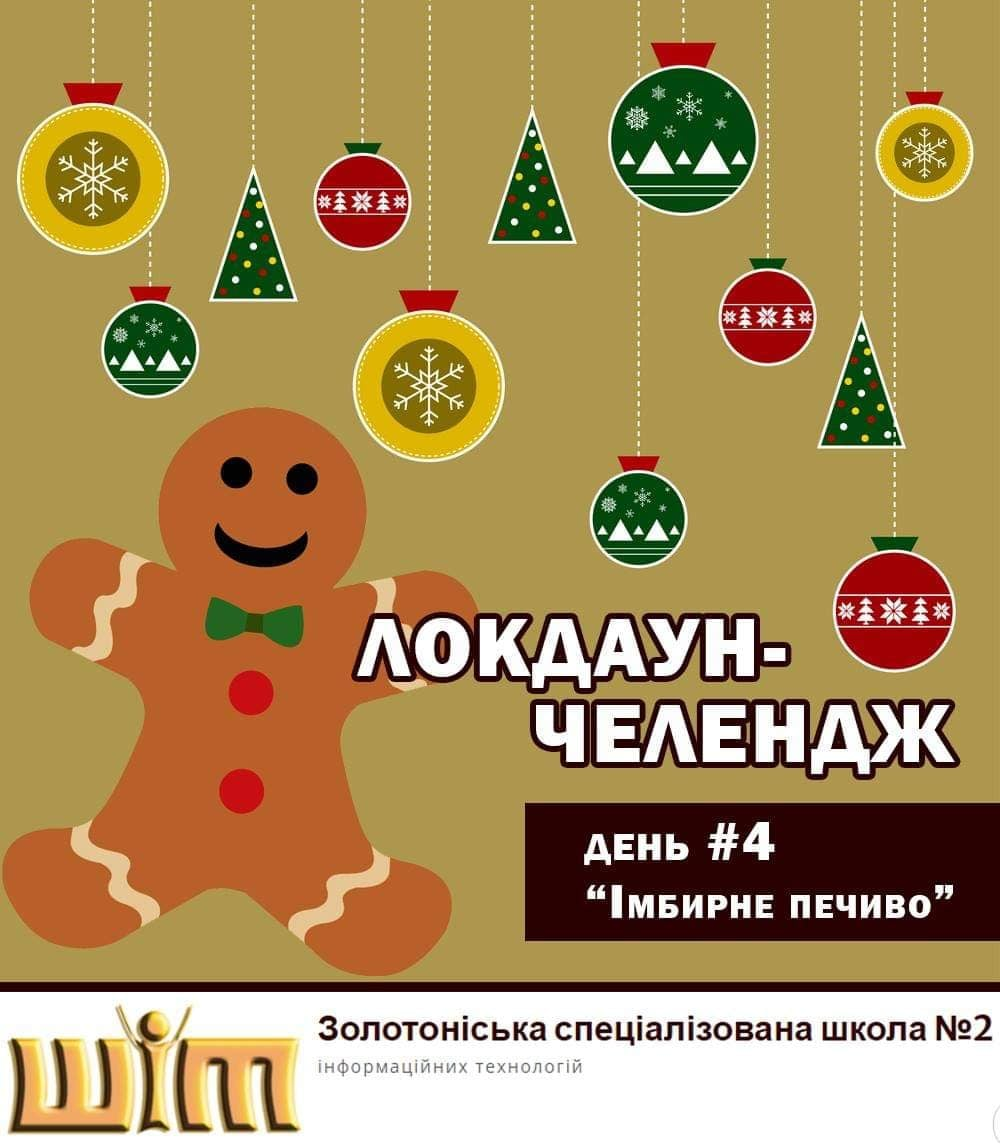 ЛОКДАУН-
ЧЕЛЕНДЖ
ДЕНЬ #4
“ІМБИРНЕ ПЕЧИВО”
шіт
Золотоніська спеціалізована школа №2
інформаційних технологій